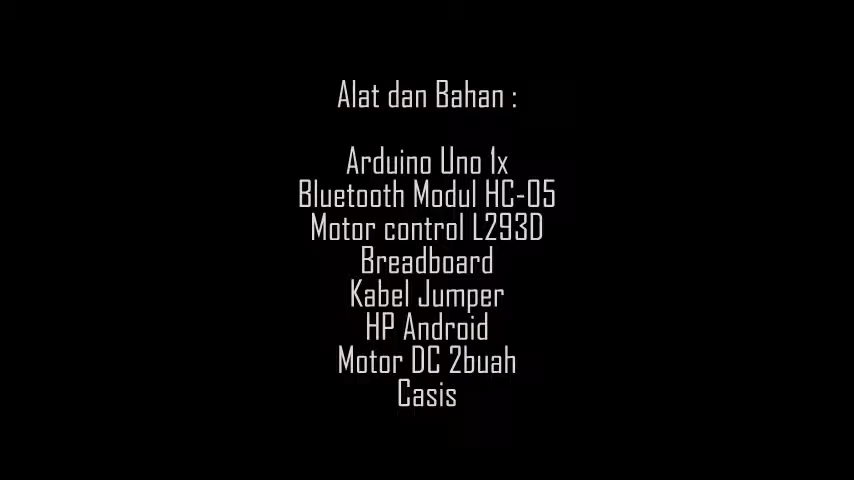 Alat dan Bahan :
Arduino Uno 1x
Bluetooth Modul HC-05
Motor control L293D
Breadboard
Kabel Jumper
HP Android
Motor DC 2buah
Casis